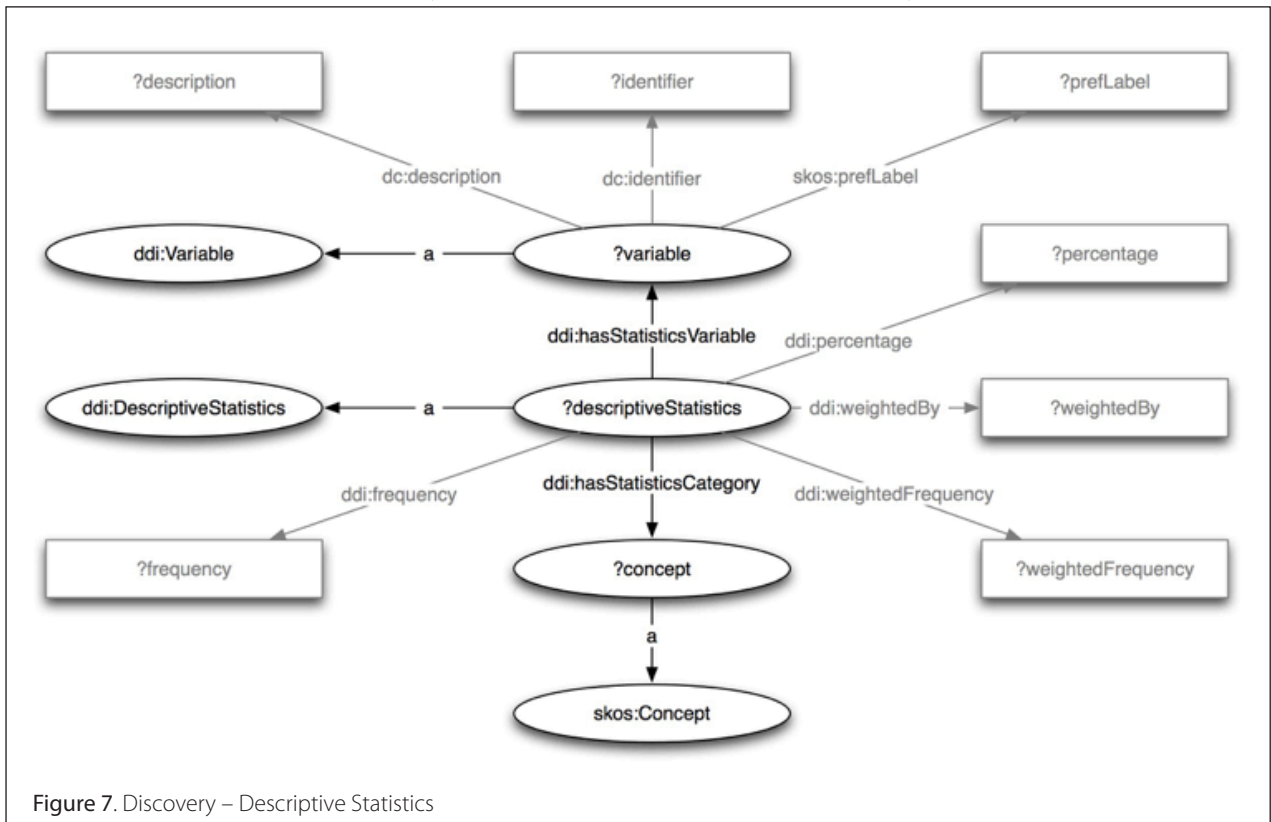 ?description
?identifier
?prefLabel
dc:description
dc:identifier
skos:prefLabel
ddi:Variable
a
?variable
?percentage
ddi:hasStatisticsVariable
ddi:percentage
ddi:DescriptiveStatistics
a
?descriptiveStatistics
ddi:weightedBy
?weightedBy
ddi:frequency
ddi:hasStatisticsCategory
ddi:weightedFrequency
?frequency
?concept
?weightedFrequency
a
skos:Concept
Figure 7. Discovery – Descriptive Statistics